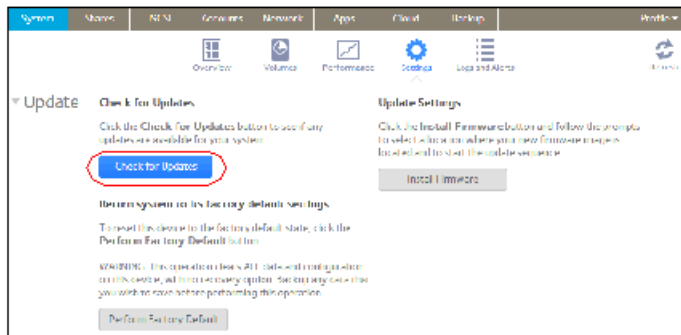 System Shares iSCSI Accounts Network Apps Cloud Backup Profile
Overview Volumes Performance Settings Logs and Alerts Refresh
Update
Check for Updates
Click the Check for Updates button to see if any
updates are available for your system
Check for Updates
Return system to its factory default settings
To reset this device to the factory default state, click the
Perform Factory Default button
WARNING: This operation clears ALL data and configuration
on this device, with no recovery option. Backup any data that
you wish to save before performing this operation.
Perform Factory Default
Update Settings
Click the Install Firmware button and follow the prompts
to select a location where your new firmware image is
located and to start the update sequence
Install Firmware